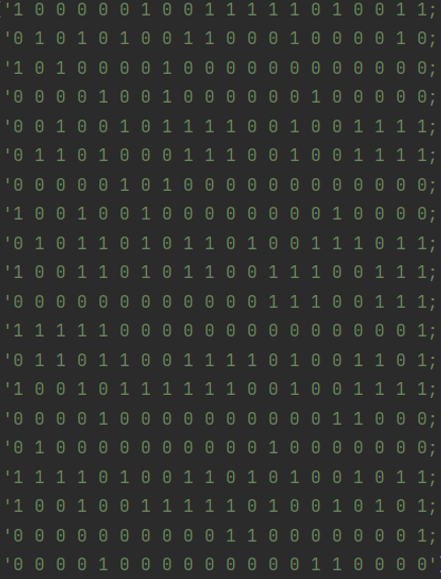 '1 0 0 0 0 0 1 0 0 1 1 1 1 1 0 1 0 0 1 1;
'0 1 0 1 0 1 0 0 1 1 0 0 0 1 0 0 0 0 1 0;
'1 0 1 0 0 0 0 1 0 0 0 0 0 0 0 0 0 0 0 0;
'0 0 0 0 1 0 0 1 0 0 0 0 0 0 1 0 0 0 0 0;
'0 0 1 0 0 1 0 1 1 1 1 0 0 1 0 0 1 1 1 1;
'0 1 1 0 1 0 0 0 1 1 1 0 0 1 0 0 1 1 1 1;
'0 0 0 0 0 1 0 1 0 0 0 0 0 0 0 0 0 0 0 0;
'1 0 0 1 0 0 1 0 0 0 0 0 0 0 0 1 0 0 0 0;
'0 1 0 1 1 0 1 0 1 1 0 1 0 0 1 1 1 0 1 1;
'1 0 0 1 1 0 1 0 1 1 0 0 1 1 1 0 0 1 1 1;
'0 0 0 0 0 0 0 0 0 0 0 0 1 1 1 0 0 1 1 1;
'1 1 1 1 1 0 0 0 0 0 0 0 0 0 0 0 0 0 0 1;
'0 1 1 0 1 1 0 0 1 1 1 1 0 1 0 0 1 1 0 1;
'1 0 0 1 0 1 1 1 1 1 1 0 0 1 0 0 1 1 1 1;
'0 0 0 0 1 0 0 0 0 0 0 0 0 0 0 1 1 0 0 0;
'0 1 0 0 0 0 0 0 0 0 0 0 1 0 0 0 0 0 0 0;
'1 1 1 1 0 1 0 0 1 1 0 1 0 1 0 0 1 0 1 1;
'1 0 0 1 0 0 1 1 1 1 1 0 1 0 0 1 0 1 0 1;
'0 0 0 0 0 0 0 0 0 0 1 1 0 0 0 0 0 0 0 1;
'0 0 0 0 1 0 0 0 0 0 0 0 0 0 1 1 0 0 0 0'